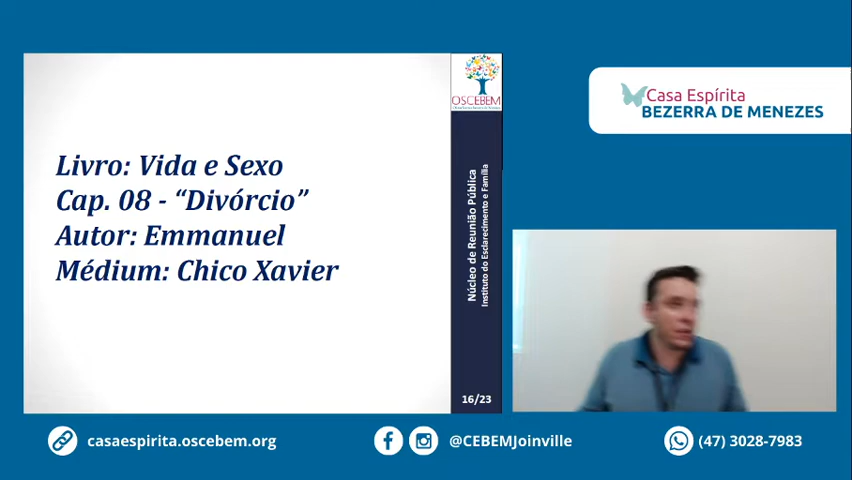 Livro: Vida e Sexo
Cap. 08 - “Divórcio”
Autor: Emmanuel
Médium: Chico Xavier
OSCEBEM
Núcleo de Reunião Pública
Instituto do Esclarecimento e Família
16/23
Casa Espírita
BEZERRA DE MENEZES
casaespirita.oscebem.org
@CEBEMJoinville
(47) 3028-7983